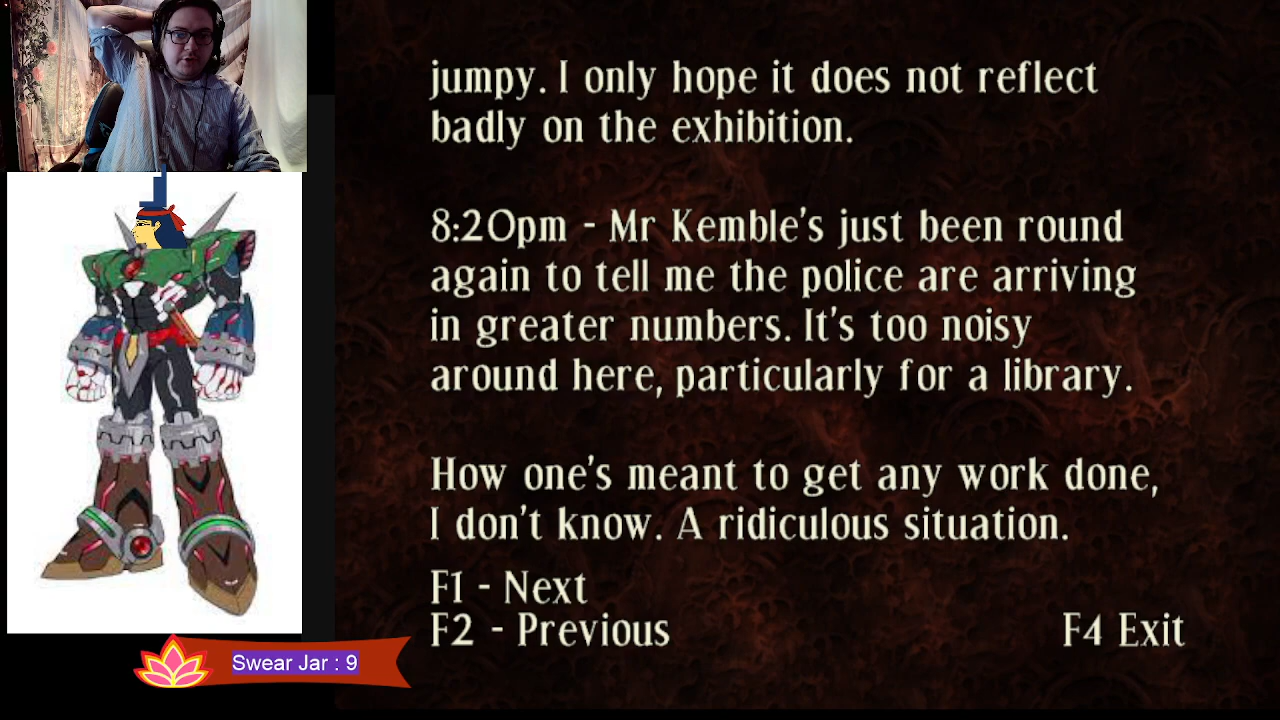 jumpy. I only hope it does not reflect
badly on the exhibition.
8:20pm - Mr Kemble's just been round
again to tell me the police are arriving
in greater numbers. It's too noisy
around here, particularly for a library.
How one's meant to get any work done,
I don't know. A ridiculous situation.
F1 - Next
F2 - Previous
F4 Exit
Swear Jar : 9